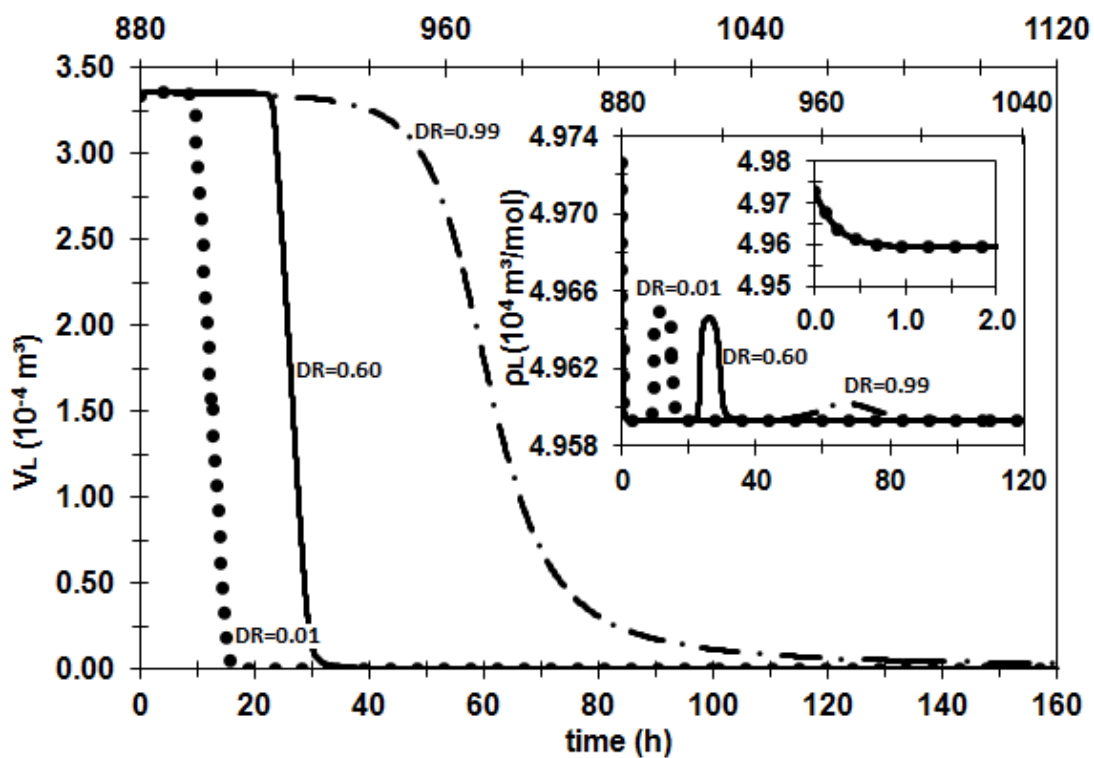 880 960 1040 1120
3.50
3.00
2.50
2.00
1.50
1.00
0.50
0.00
VL (10⁻⁴ m³)
0 20 40 60 80 100 120 140 160
time (h)
DR=0.99
DR=0.60
DR=0.01
880 960 1040
4.974
4.970
4.966
4.962
4.958
ρL(10⁴ m³/mol)
0 40 80 120
DR=0.01
DR=0.60
DR=0.99
4.98
4.97
4.96
4.95
0.0 1.0 2.0